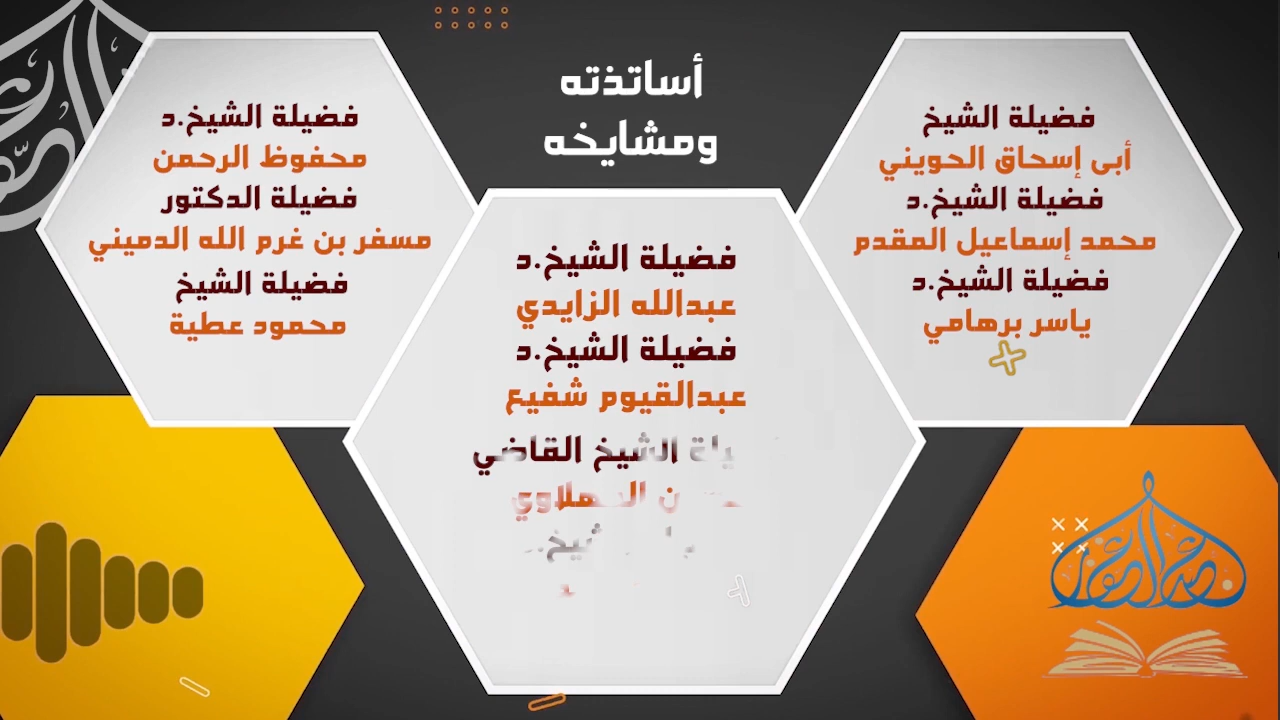 أساتذته
ومشايخه
فضيلة الشيخ
أبى إسحاق الحويني
فضيلة الشيخ.د
محمد إسماعيل المقدم
فضيلة الشيخ.د
ياسر برهامي
فضيلة الشيخ.د
عبدالله الزايدي
فضيلة الشيخ.د
عبدالقيوم شفيع
الشيخ القاضي
فضيلة الشيخ.د
محفوظ الرحمن
فضيلة الدكتور
مسفر بن غرم الله الدميني
فضيلة الشيخ
محمود عطية